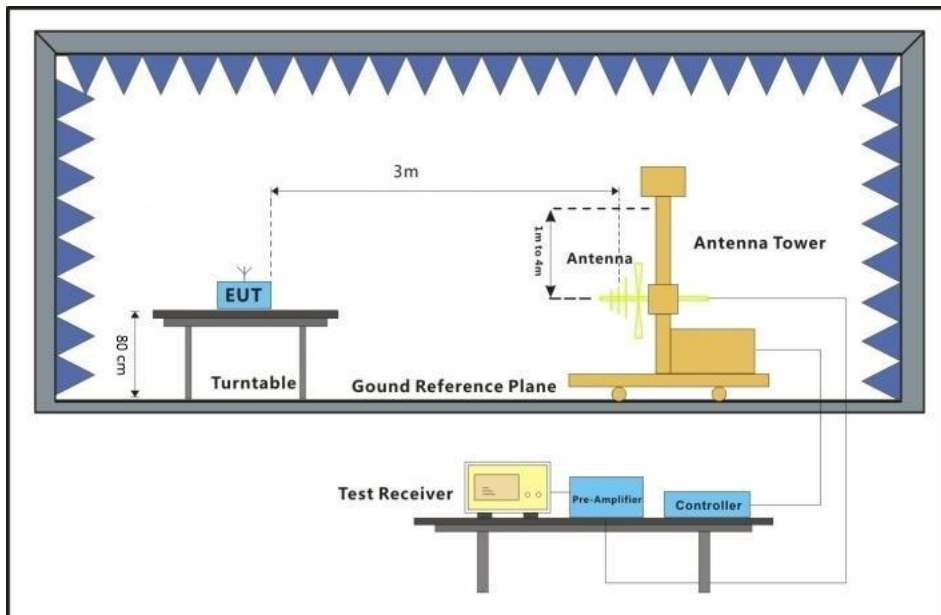 3m
1m to 4m
Antenna
Antenna Tower
EUT
80 cm
Turntable
Gound Reference Plane
Test Receiver
Pre-Amplifier
Controller